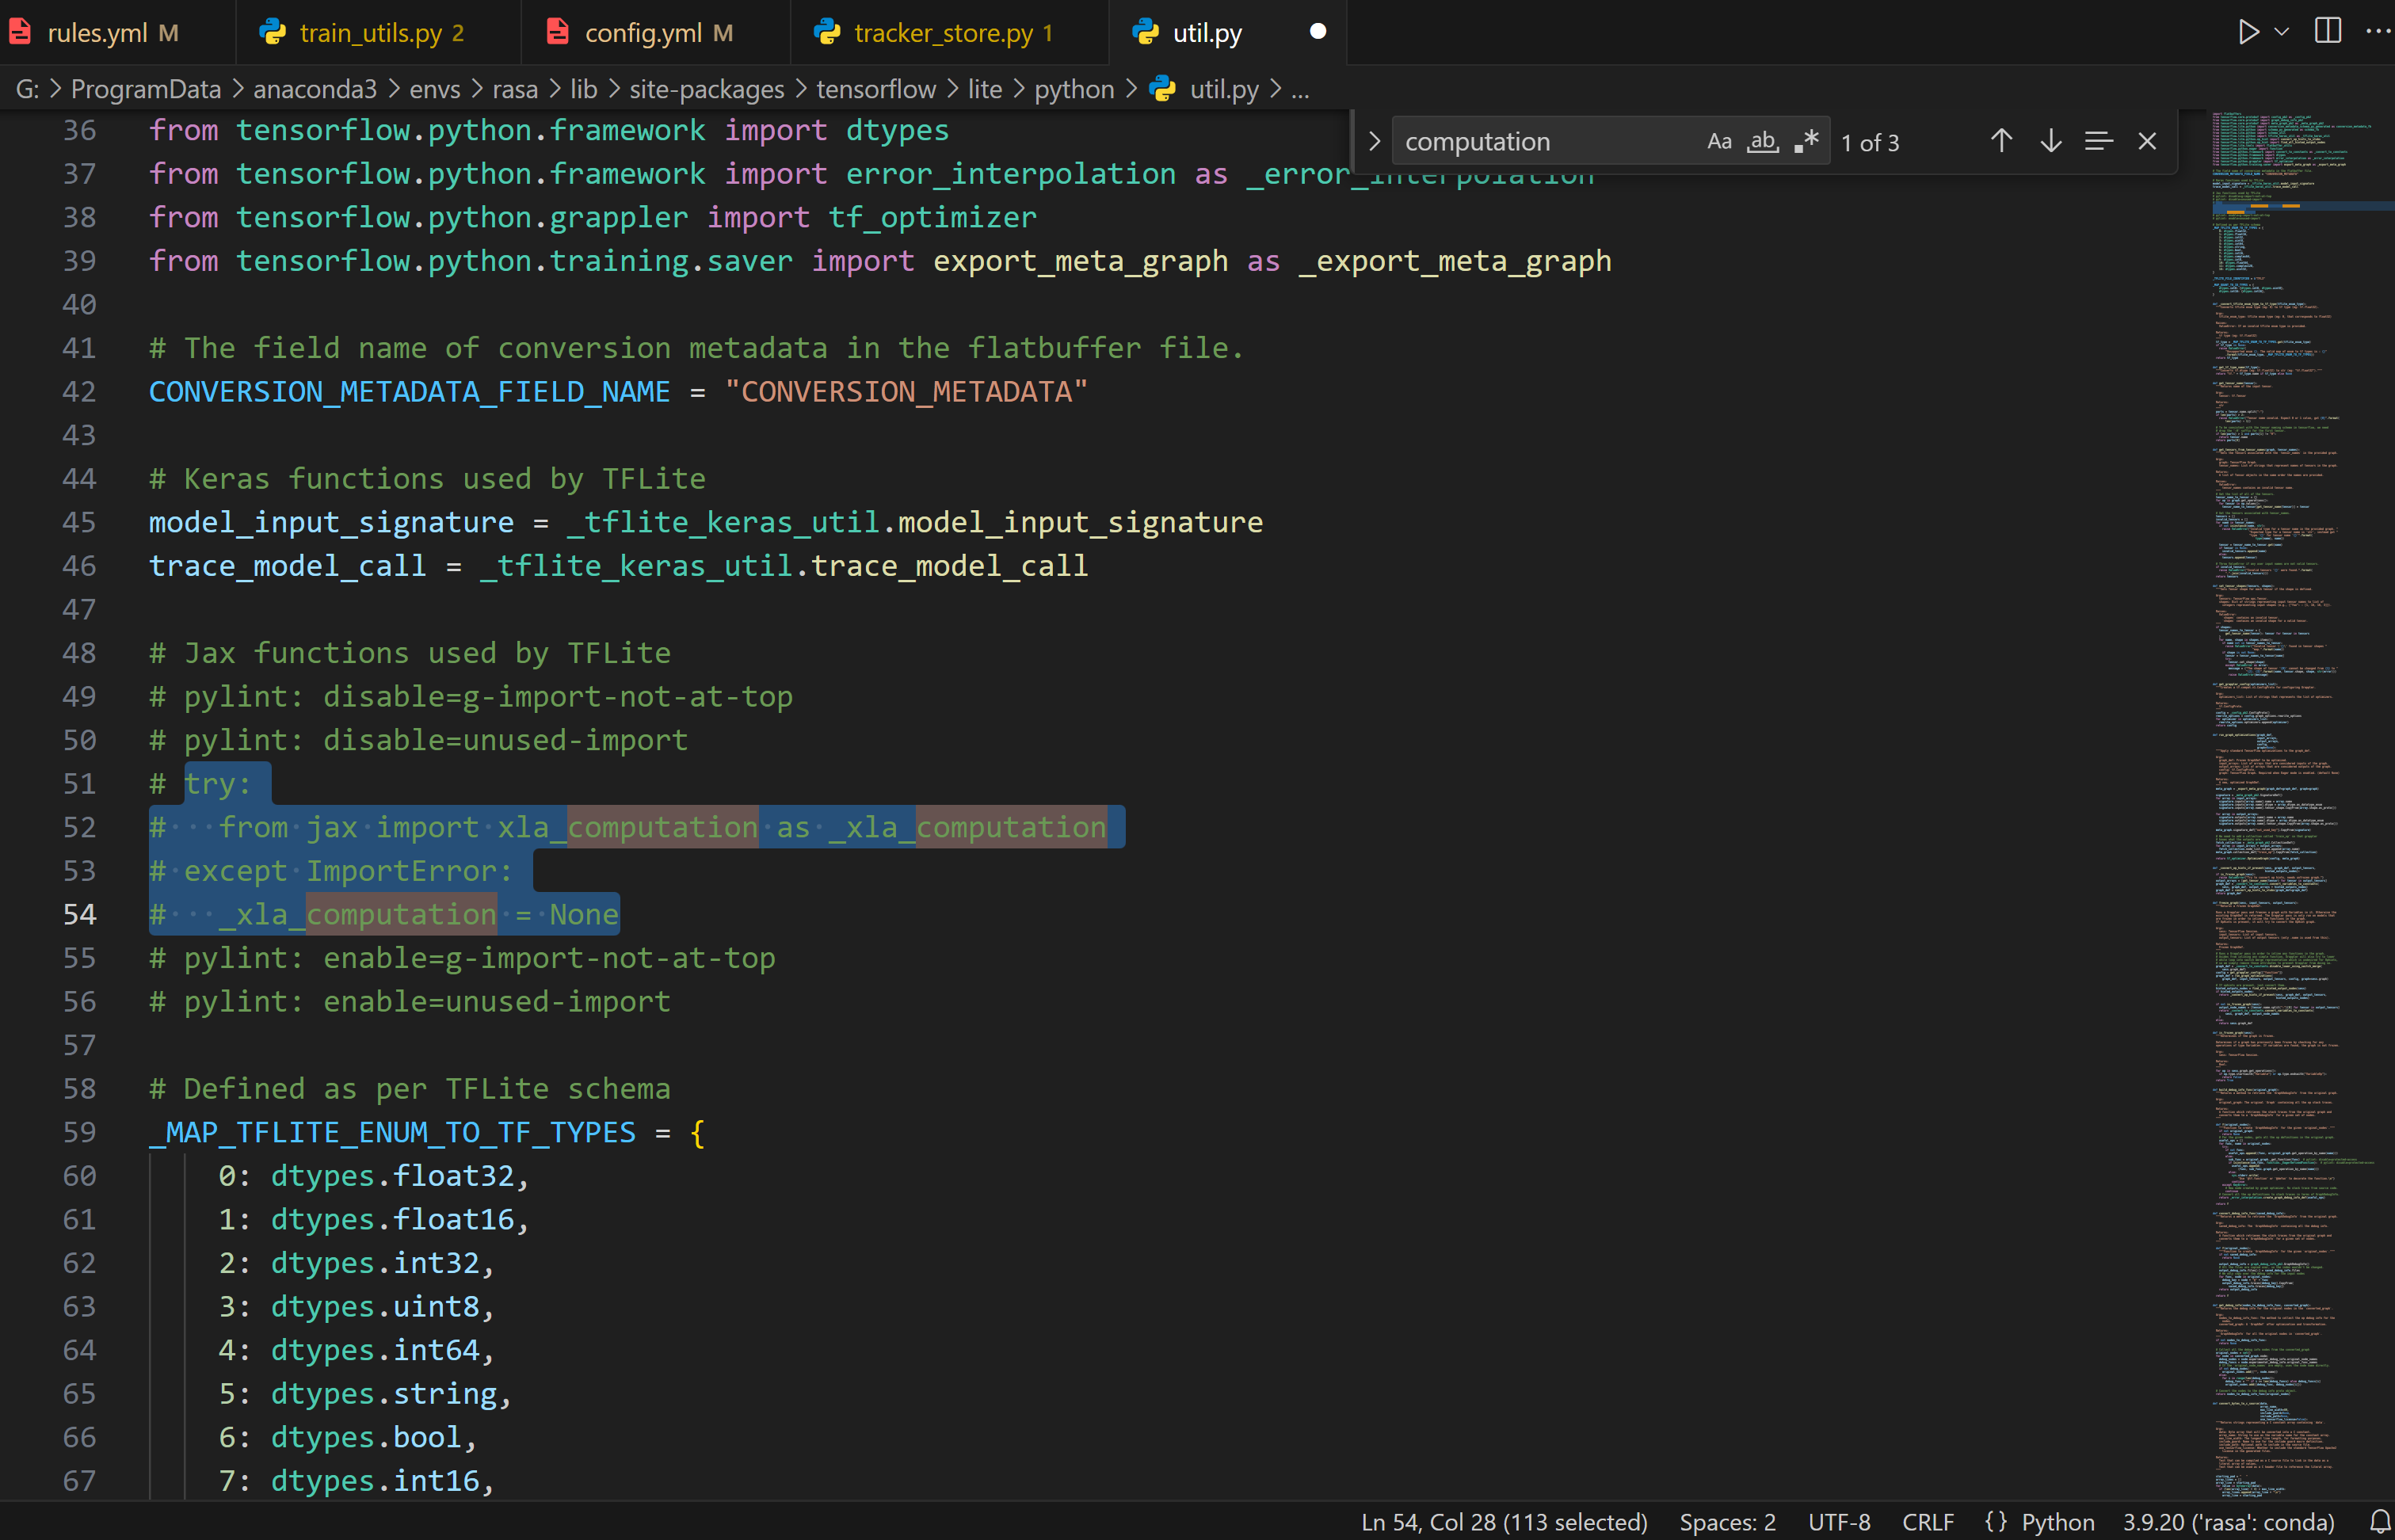 rules.yml M train_utils.py 2 config.yml M tracker_store.py 1 util.py
G: > ProgramData > anaconda3 > envs > rasa > lib > site-packages > tensorflow > lite > python > util.py > ...
computation Aa ab .* 1 of 3
36 from tensorflow.python.framework import dtypes
37 from tensorflow.python.framework import error_interpolation as _error_interpolation
38 from tensorflow.python.grappler import tf_optimizer
39 from tensorflow.python.training.saver import export_meta_graph as _export_meta_graph
40
41 # The field name of conversion metadata in the flatbuffer file.
42 CONVERSION_METADATA_FIELD_NAME = "CONVERSION_METADATA"
43
44 # Keras functions used by TFLite
45 model_input_signature = _tflite_keras_util.model_input_signature
46 trace_model_call = _tflite_keras_util.trace_model_call
47
48 # Jax functions used by TFLite
49 # pylint: disable=g-import-not-at-top
50 # pylint: disable=unused-import
51 # try:
52 #   from jax import xla_computation as _xla_computation
53 # except ImportError:
54 #   _xla_computation = None
55 # pylint: enable=g-import-not-at-top
56 # pylint: enable=unused-import
57
58 # Defined as per TFLite schema
59 _MAP_TFLITE_ENUM_TO_TF_TYPES = {
60     0: dtypes.float32,
61     1: dtypes.float16,
62     2: dtypes.int32,
63     3: dtypes.uint8,
64     4: dtypes.int64,
65     5: dtypes.string,
66     6: dtypes.bool,
67     7: dtypes.int16,
Ln 54, Col 28 (113 selected) Spaces: 2 UTF-8 CRLF {} Python 3.9.20 ('rasa': conda)